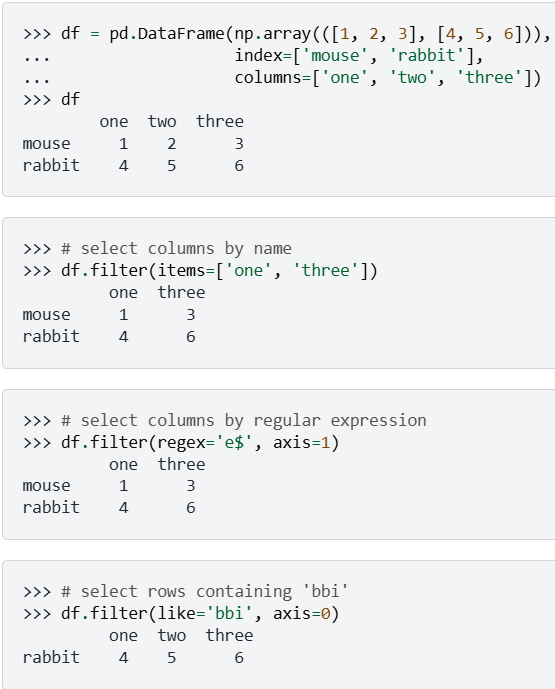 >>> df = pd.DataFrame(np.array(([1, 2, 3], [4, 5, 6])),
...                   index=['mouse', 'rabbit'],
...                   columns=['one', 'two', 'three'])
>>> df
        one  two  three
mouse     1    2      3
rabbit    4    5      6
>>> # select columns by name
>>> df.filter(items=['one', 'three'])
         one  three
mouse     1      3
rabbit    4      6
>>> # select columns by regular expression
>>> df.filter(regex='e$', axis=1)
         one  three
mouse     1      3
rabbit    4      6
>>> # select rows containing 'bbi'
>>> df.filter(like='bbi', axis=0)
         one  two  three
rabbit    4    5      6